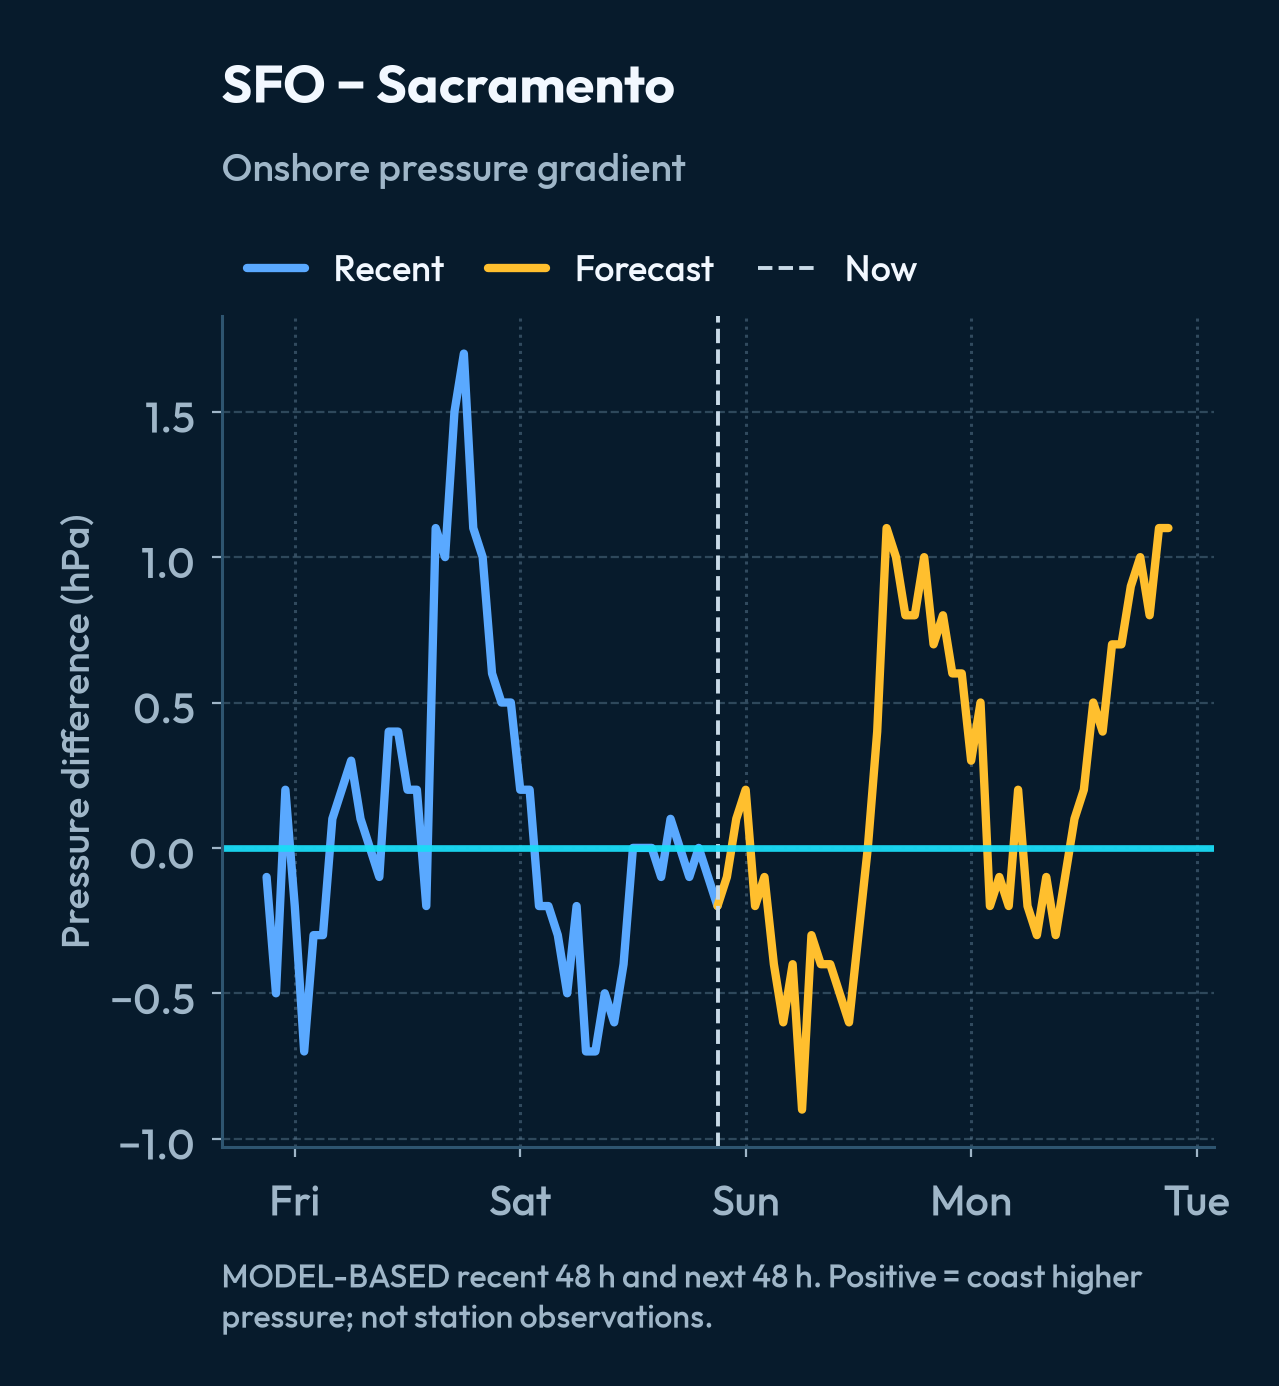 SFO – Sacramento
Onshore pressure gradient
Recent
Forecast
Now
Pressure difference (hPa)
1.5
1.0
0.5
0.0
−0.5
−1.0
Fri
Sat
Sun
Mon
Tue
MODEL-BASED recent 48 h and next 48 h. Positive = coast higher
pressure; not station observations.